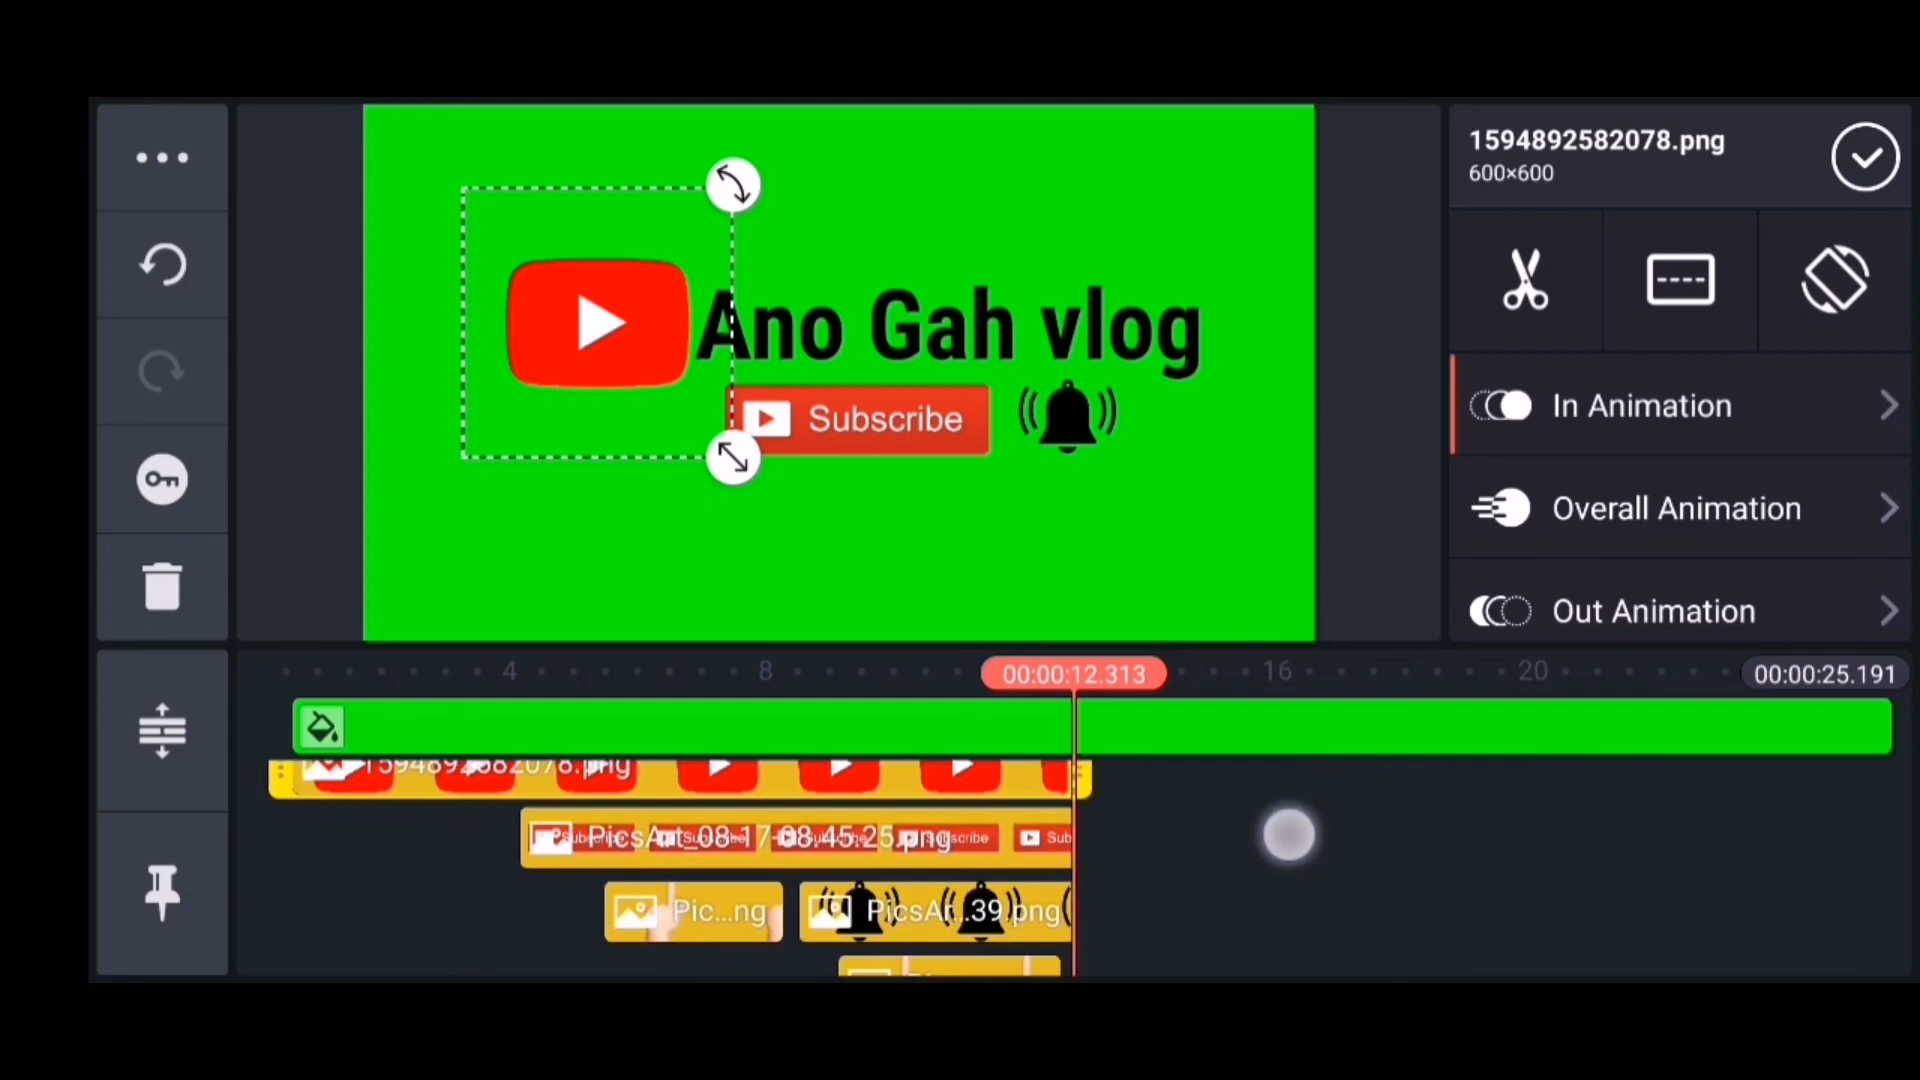 1594892582078.png
600×600
Ano Gah vlog
Subscribe
In Animation
Overall Animation
Out Animation
4
8
00:00:12.313
16
20
00:00:25.191
1594892582078.png
PicsArt_08-17-08.45.25.png
Pic...ng
PicsAr...39.png